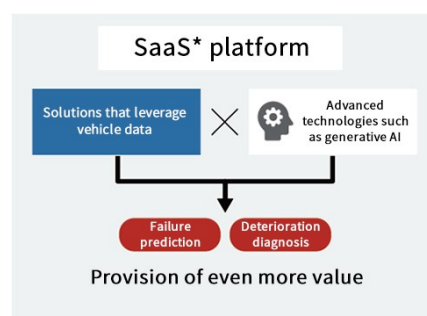 SaaS* platform
Solutions that leverage
vehicle data
Advanced
technologies such
as generative AI
Failure
prediction
Deterioration
diagnosis
Provision of even more value